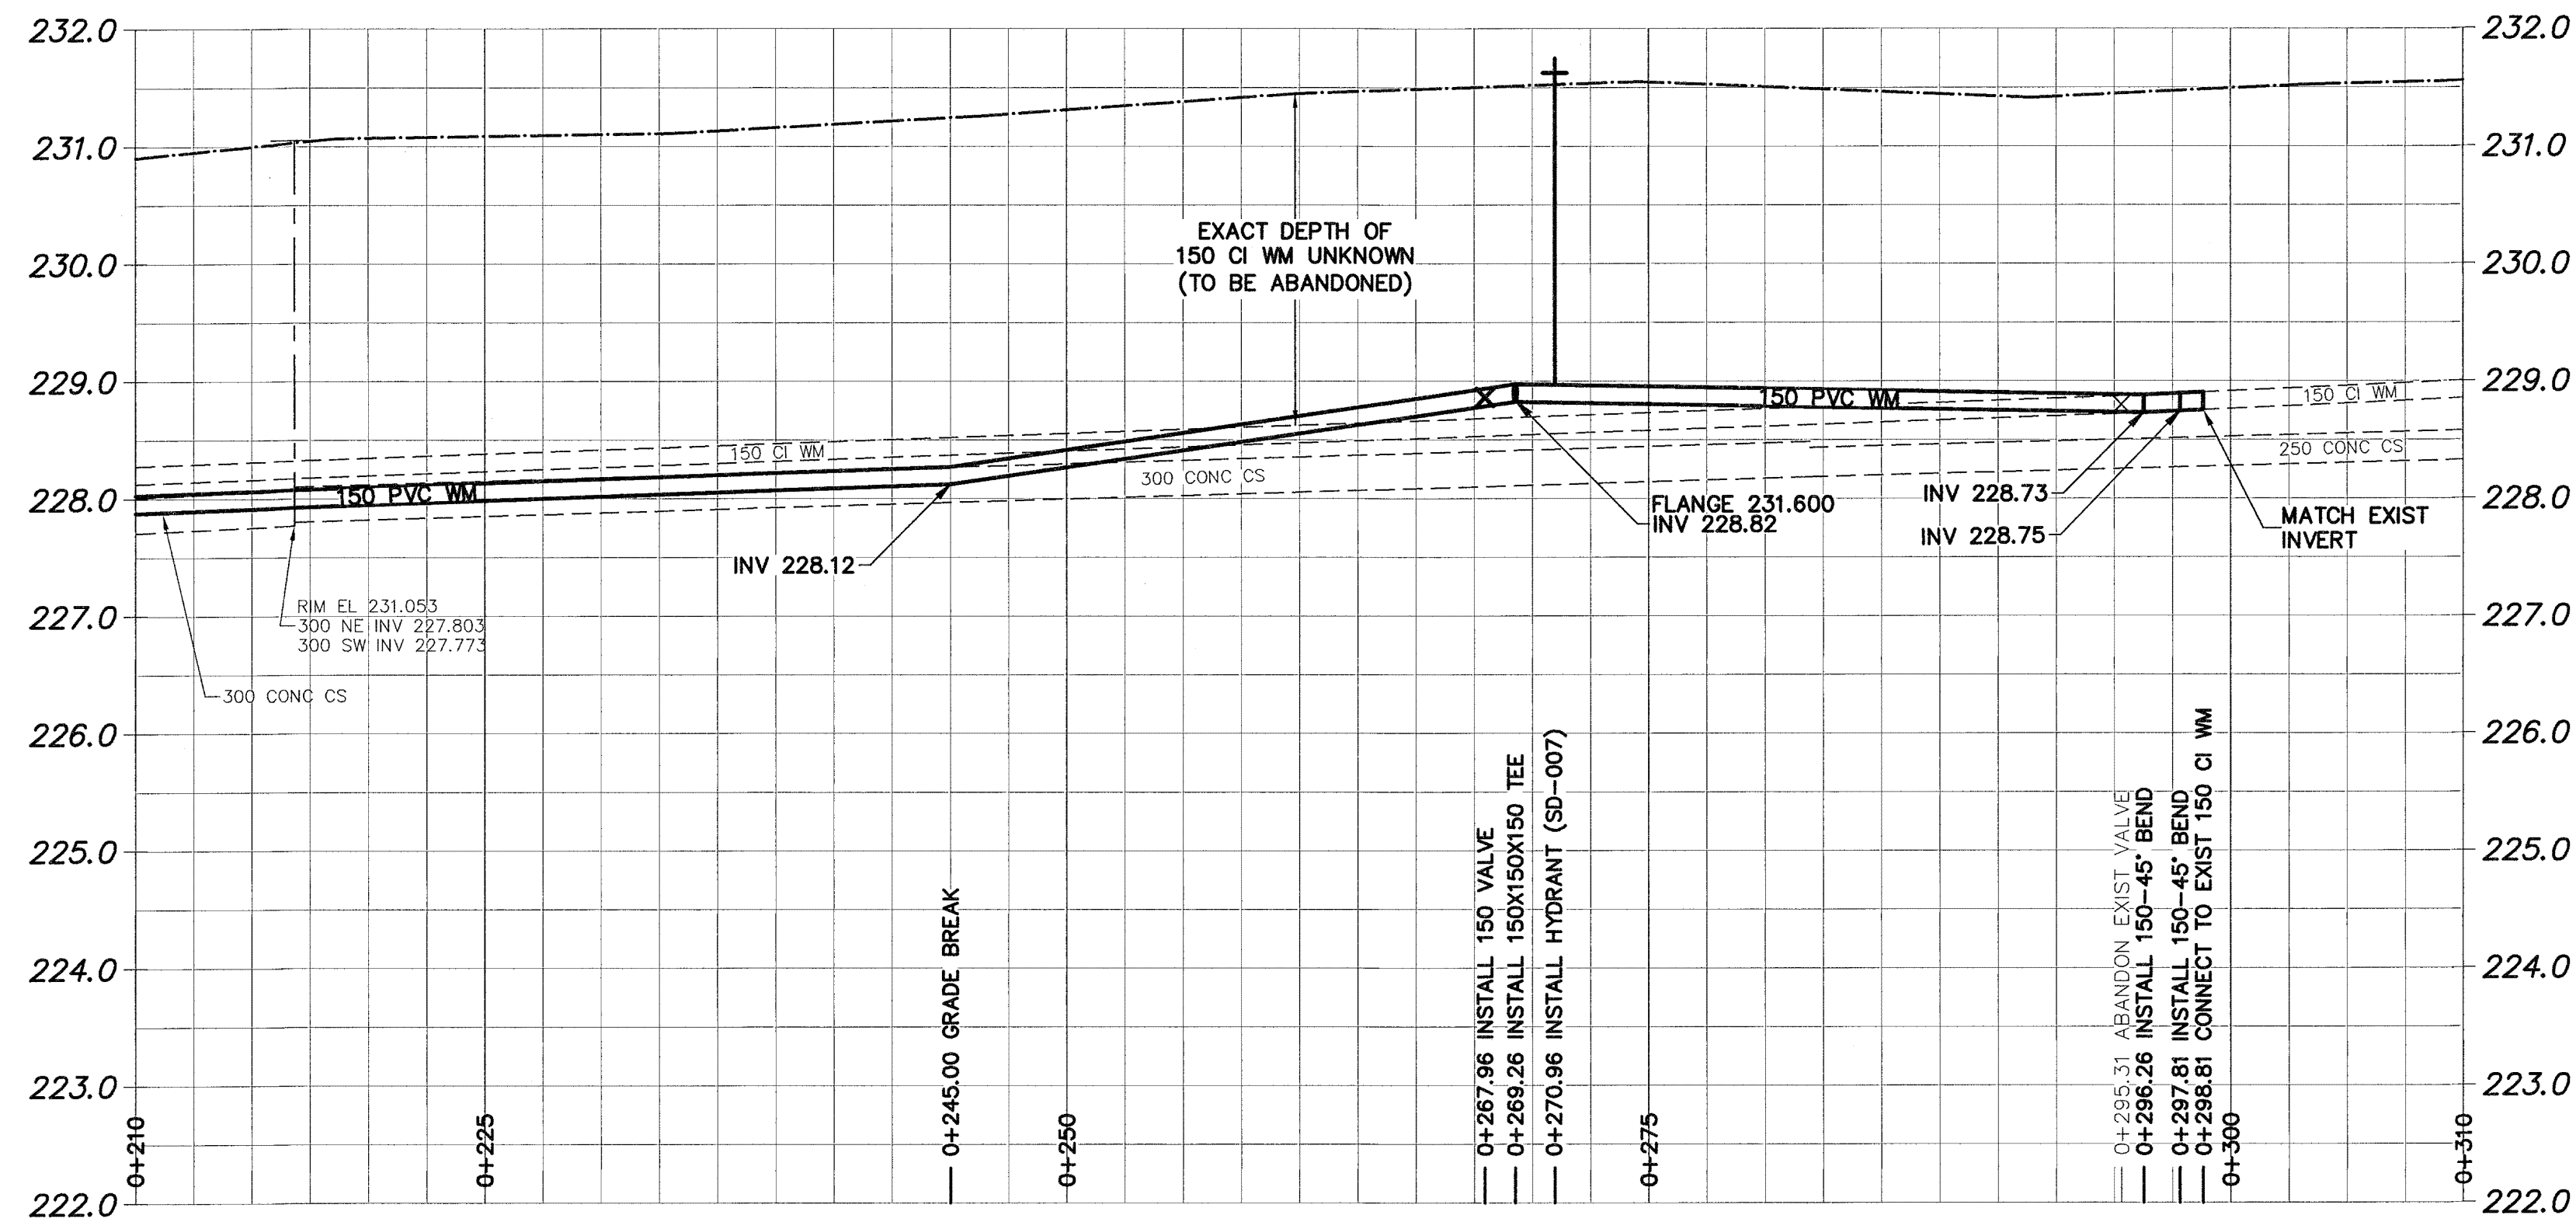 232.0
232.0
231.0
231.0
EXACT DEPTH OF
150 CI WM UNKNOWN
(TO BE ABANDONED)
230.0
230.0
229.0
229.0
150 PVC WM
150 CI WM
150 CI WM
250 CONC CS
300 CONC CS
150 PVC WM
228.0
228.0
FLANGE 231.600
INV 228.82
INV 228.73
INV 228.75
MATCH EXIST
INVERT
INV 228.12
RIM EL 231.053
300 NE INV 227.803
300 SW INV 227.773
227.0
227.0
300 CONC CS
226.0
226.0
225.0
225.0
224.0
224.0
223.0
223.0
222.0
222.0
0+210
0+225
0+245.00 GRADE BREAK
0+250
0+267.96 INSTALL 150 VALVE
0+269.26 INSTALL 150X150X150 TEE
0+270.96 INSTALL HYDRANT (SD-007)
0+275
0+295.31 ABANDON EXIST VALVE
0+296.26 INSTALL 150-45° BEND
0+297.81 INSTALL 150-45° BEND
0+298.81 CONNECT TO EXIST 150 CI WM
0+300
0+310